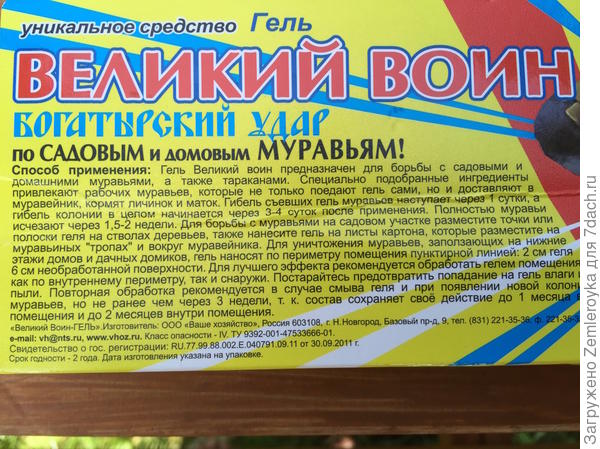 уникальное средство Гель
ВЕЛИКИЙ ВОИН
БОГАТЫРСКИЙ УДАР
по САДОВЫМ и домовым МУРАВЬЯМ!
Способ применения: Гель Великий воин предназначен для борьбы с садовыми и
домашними муравьями, а также тараканами. Специально подобранные ингредиенты
привлекают рабочих муравьев, которые не только поедают гель сами, но и доставляют в
муравейник, кормят личинок и маток. Гибель съевших гель муравьев наступает через 1 сутки, а
гибель колонии в целом начинается через 3-4 суток после применения. Полностью муравьи
исчезают через 1,5-2 недели. Для борьбы с муравьями на садовом участке разместите точки или
полоски геля на стволах деревьев, также нанесите гель на листы картона, которые разместите на
муравьиных "тропах" и вокруг муравейника. Для уничтожения муравьев, заползающих на нижние
этажи домов и дачных домиков, гель наносят по периметру помещения пунктирной линией: 2 см геля
6 см необработанной поверхности. Для лучшего эффекта рекомендуется обработать гелем помещения
как по внутреннему периметру, так и снаружи. Постарайтесь предотвратить попадание на гель влаги и
пыли. Повторная обработка рекомендуется в случае смыва геля и при появлении новой колонии
муравьев, но не ранее чем через 3 недели, т. к. состав сохраняет своё действие до 1 месяца в
помещения и до 2 месяцев внутри помещения.
«Великий Воин-ГЕЛЬ».Изготовитель: ООО «Ваше хозяйство», Россия 603108, г. Н.Новгород, Базовый пр-д, 9, тел. (831) 221-35-36, ф. 221-3
e-mail: vh@nts.ru, www.vhoz.ru. Класс опасности - IV. ТУ 9392-001-47533666-01.
Свидетельство о гос. регистрации: RU.77.99.88.002.Е.040791.09.11 от 30.09.2011 г.
Срок годности - 2 года. Дата изготовления указана на упаковке.
Загружено Zemleroyka для 7dach.ru